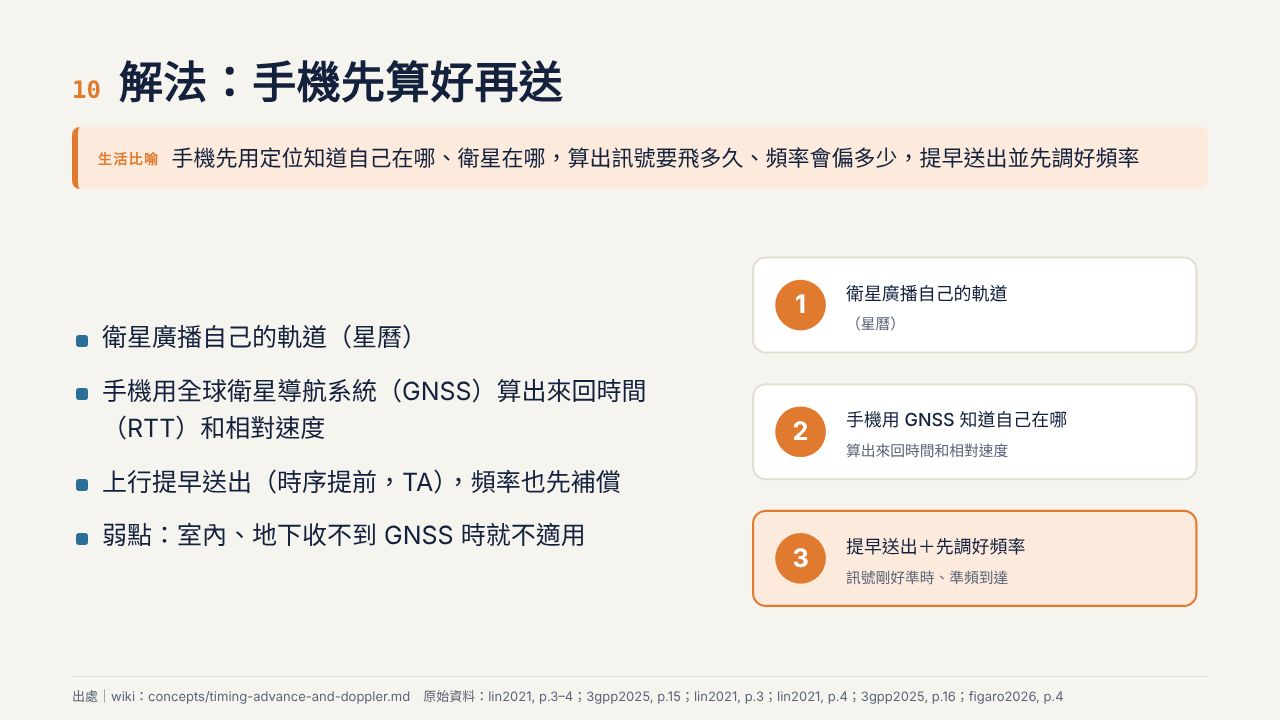 10 解法：手機先算好再送
生活比喻 手機先用定位知道自己在哪、衛星在哪，算出訊號要飛多久、頻率會偏多少，提早送出並先調好頻率
衛星廣播自己的軌道（星曆）
手機用全球衛星導航系統（GNSS）算出來回時間
（RTT）和相對速度
上行提早送出（時序提前，TA），頻率也先補償
弱點：室內、地下收不到 GNSS 時就不適用
1
衛星廣播自己的軌道
（星曆）
2
手機用 GNSS 知道自己在哪
算出來回時間和相對速度
3
提早送出＋先調好頻率
訊號剛好準時、準頻到達
出處｜wiki：concepts/timing-advance-and-doppler.md　原始資料：lin2021, p.3–4；3gpp2025, p.15；lin2021, p.3；lin2021, p.4；3gpp2025, p.16；figaro2026, p.4